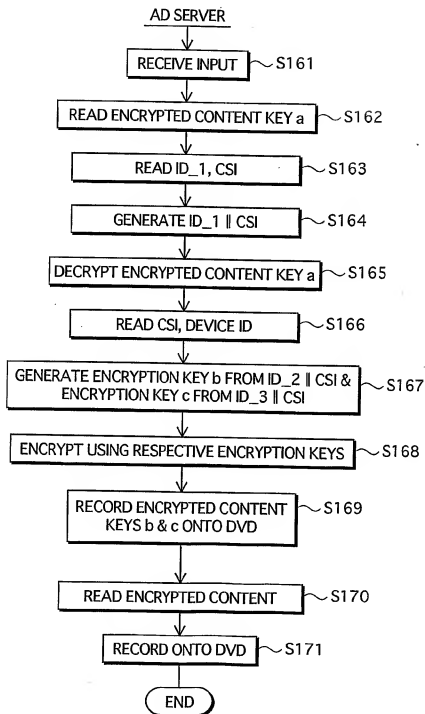 AD SERVER
RECEIVE INPUT
S161
READ ENCRYPTED CONTENT KEY a
S162
READ ID_1, CSI
S163
GENERATE ID_1 || CSI
S164
DECRYPT ENCRYPTED CONTENT KEY a
S165
READ CSI, DEVICE ID
S166
GENERATE ENCRYPTION KEY b FROM ID_2 || CSI &
ENCRYPTION KEY c FROM ID_3 || CSI
S167
ENCRYPT USING RESPECTIVE ENCRYPTION KEYS
S168
RECORD ENCRYPTED CONTENT
KEYS b & c ONTO DVD
S169
READ ENCRYPTED CONTENT
S170
RECORD ONTO DVD
S171
END